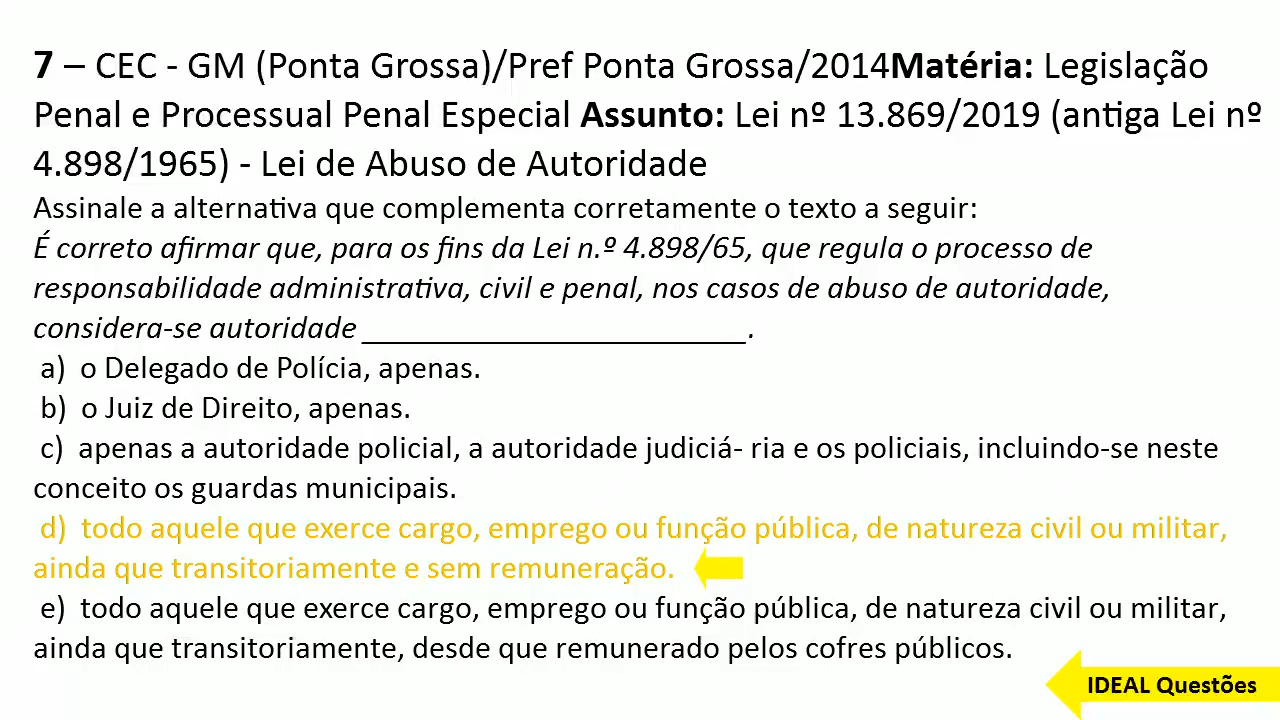 7 – CEC - GM (Ponta Grossa)/Pref Ponta Grossa/2014Matéria: Legislação
Penal e Processual Penal Especial Assunto: Lei nº 13.869/2019 (antiga Lei nº
4.898/1965) - Lei de Abuso de Autoridade
Assinale a alternativa que complementa corretamente o texto a seguir:
É correto afirmar que, para os fins da Lei n.º 4.898/65, que regula o processo de
responsabilidade administrativa, civil e penal, nos casos de abuso de autoridade,
considera-se autoridade ________________________.
a) o Delegado de Polícia, apenas.
b) o Juiz de Direito, apenas.
c) apenas a autoridade policial, a autoridade judiciá- ria e os policiais, incluindo-se neste
conceito os guardas municipais.
d) todo aquele que exerce cargo, emprego ou função pública, de natureza civil ou militar,
ainda que transitoriamente e sem remuneração.
e) todo aquele que exerce cargo, emprego ou função pública, de natureza civil ou militar,
ainda que transitoriamente, desde que remunerado pelos cofres públicos.
IDEAL Questões